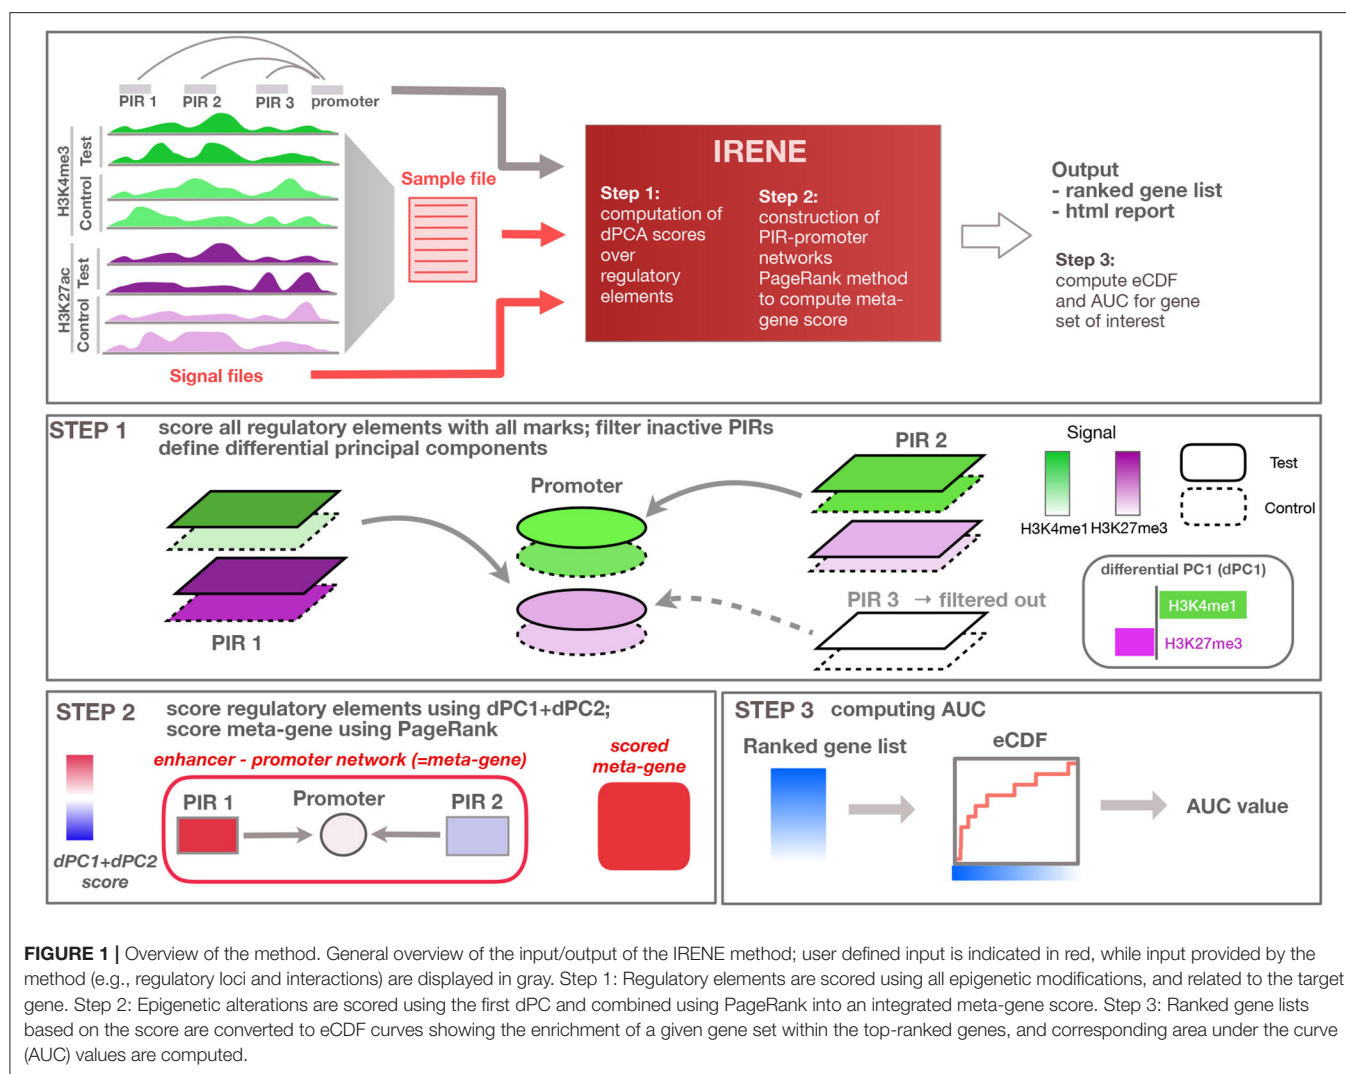 PIR 1
PIR 2
PIR 3
promoter
H3K4me3
Test
Control
H3K27ac
Test
Control
Signal files
Sample file
IRENE
Step 1:
computation of
dPCA scores
over
regulatory
elements
Step 2:
construction of
PIR-promoter
networks
PageRank method
to compute meta-
gene score
Output
- ranked gene list
- html report
Step 3:
compute eCDF
and AUC for gene
set of interest
STEP 1
score all regulatory elements with all marks; filter inactive PIRs
define differential principal components
PIR 1
Promoter
PIR 2
PIR 3 → filtered out
Signal
H3K4me1
H3K27me3
Test
Control
differential PC1 (dPC1)
H3K4me1
H3K27me3
STEP 2
score regulatory elements using dPC1+dPC2;
score meta-gene using PageRank
enhancer - promoter network (=meta-gene)
PIR 1
Promoter
PIR 2
dPC1+dPC2
score
scored
meta-gene
STEP 3 computing AUC
Ranked gene list
eCDF
AUC value
FIGURE 1 | Overview of the method. General overview of the input/output of the IRENE method; user defined input is indicated in red, while input provided by the
method (e.g., regulatory loci and interactions) are displayed in gray. Step 1: Regulatory elements are scored using all epigenetic modifications, and related to the target
gene. Step 2: Epigenetic alterations are scored using the first dPC and combined using PageRank into an integrated meta-gene score. Step 3: Ranked gene lists
based on the score are converted to eCDF curves showing the enrichment of a given gene set within the top-ranked genes, and corresponding area under the curve
(AUC) values are computed.